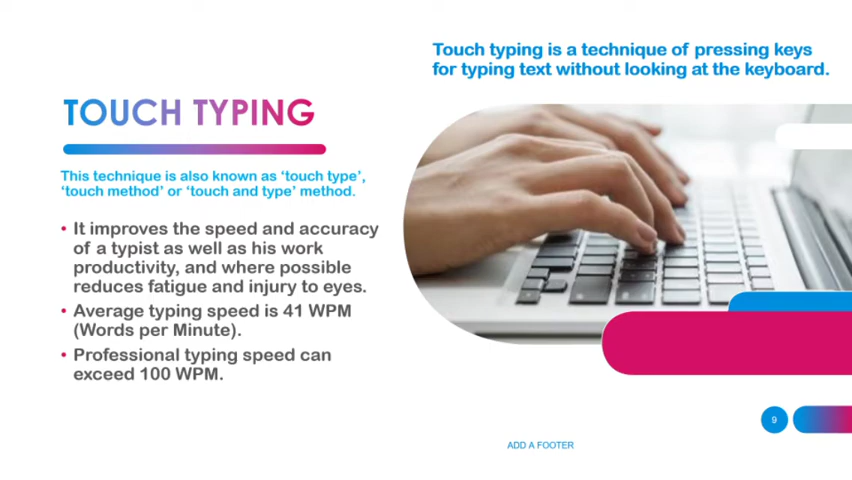 Touch typing is a technique of pressing keys
for typing text without looking at the keyboard.
TOUCH TYPING
This technique is also known as ‘touch type’,
‘touch method’ or ‘touch and type’ method.
• It improves the speed and accuracy
of a typist as well as his work
productivity, and where possible
reduces fatigue and injury to eyes.
• Average typing speed is 41 WPM
(Words per Minute).
• Professional typing speed can
exceed 100 WPM.
9
ADD A FOOTER